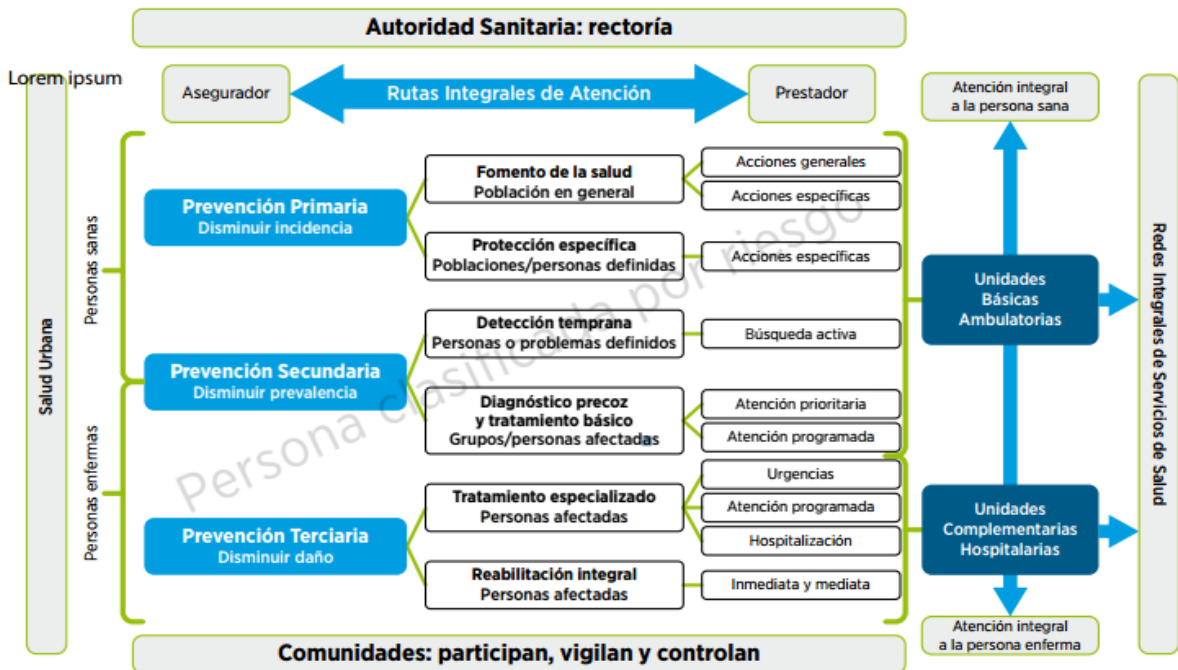 Autoridad Sanitaria: rectoría
Lorem ipsum
Asegurador
Rutas Integrales de Atención
Prestador
Atención integral
a la persona sana
Salud Urbana
Personas sanas
Personas enfermas
Prevención Primaria
Disminuir incidencia
Fomento de la salud
Población en general
Acciones generales
Acciones específicas
Protección específica
Poblaciones/personas definidas
Acciones específicas
Prevención Secundaria
Disminuir prevalencia
Detección temprana
Personas o problemas definidos
Búsqueda activa
Diagnóstico precoz
y tratamiento básico
Grupos/personas afectadas
Atención prioritaria
Atención programada
Prevención Terciaria
Disminuir daño
Tratamiento especializado
Personas afectadas
Urgencias
Atención programada
Hospitalización
Reabilitación integral
Personas afectadas
Inmediata y mediata
Persona clasificada por riesgo
Unidades
Básicas
Ambulatorias
Unidades
Complementarias
Hospitalarias
Redes Integrales de Servicios de Salud
Atención integral
a la persona enferma
Comunidades: participan, vigilan y controlan